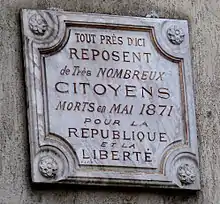 TOUT PRÈS D'ICI
REPOSENT
de Très NOMBREUX
CITOYENS
MORTS en MAI 1871
POUR LA
RÉPUBLIQUE
ET LA
LIBERTÉ